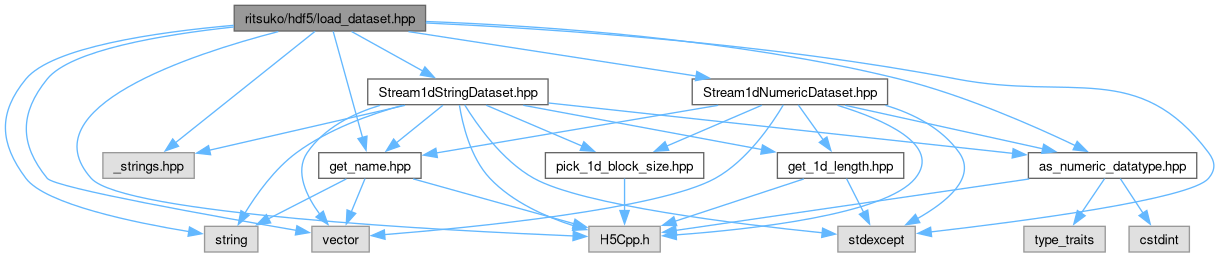 ritsuko/hdf5/load_dataset.hpp
Stream1dStringDataset.hpp
Stream1dNumericDataset.hpp
_strings.hpp
get_name.hpp
pick_1d_block_size.hpp
get_1d_length.hpp
as_numeric_datatype.hpp
string
vector
H5Cpp.h
stdexcept
type_traits
cstdint